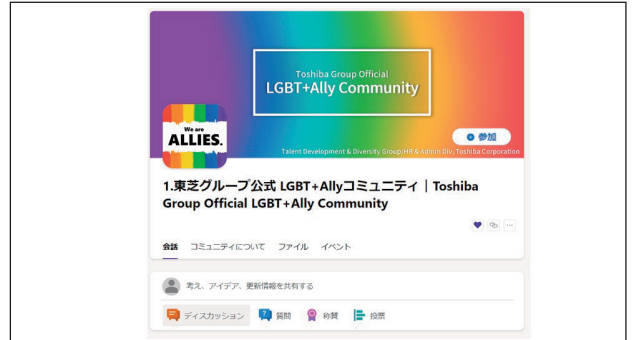 Toshiba Group Official
LGBT+Ally Community
We are
ALLIES.
参加
Talent Development & Diversity Group/HR & Admin Div. Toshiba Corporation
1.東芝グループ公式 LGBT+Allyコミュニティ｜Toshiba
Group Official LGBT+Ally Community
会話 コミュニティについて ファイル イベント
考え、アイデア、更新情報を共有する
ディスカッション 質問 称賛 投票